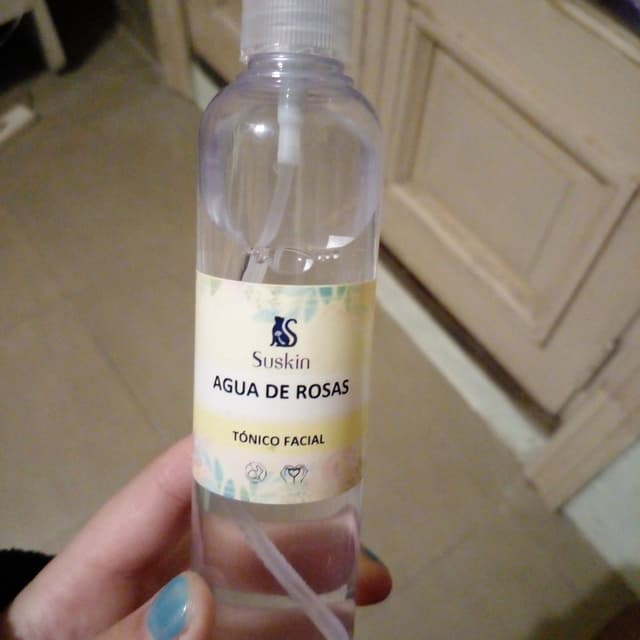 Suskin
AGUA DE ROSAS
TÓNICO FACIAL